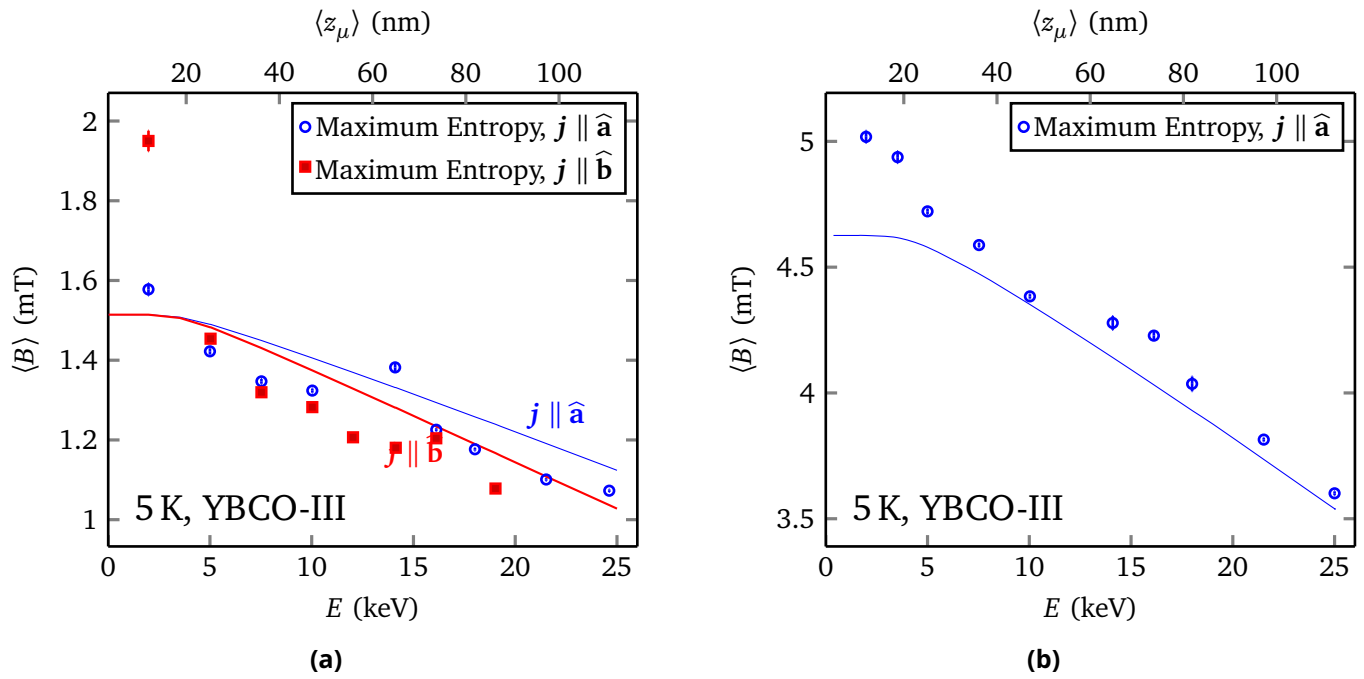 ⟨z_μ⟩ (nm)
20 40 60 80 100
Maximum Entropy, j ∥ â
Maximum Entropy, j ∥ b̂
2
1.8
1.6
1.4
1.2
1
⟨B⟩ (mT)
j ∥ â
j ∥ b̂
5 K, YBCO-III
0 5 10 15 20 25
E (keV)
(a)
⟨z_μ⟩ (nm)
20 40 60 80 100
Maximum Entropy, j ∥ â
5
4.5
4
3.5
⟨B⟩ (mT)
5 K, YBCO-III
0 5 10 15 20 25
E (keV)
(b)